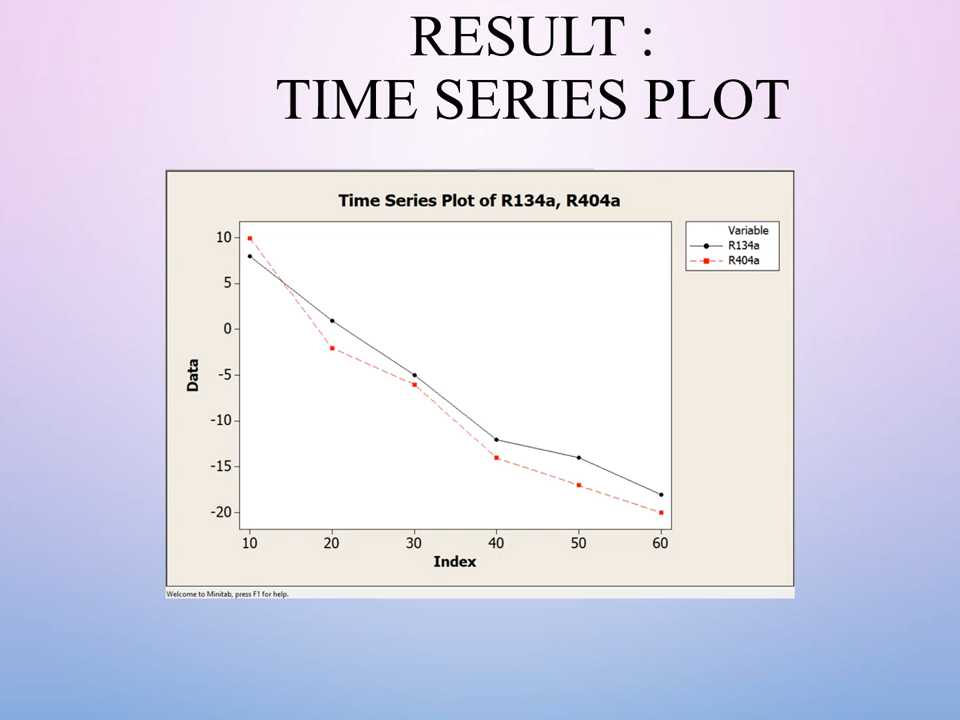 RESULT :
TIME SERIES PLOT
Time Series Plot of R134a, R404a
Variable
R134a
R404a
10
5
0
-5
-10
-15
-20
Data
10 20 30 40 50 60
Index
Welcome to Minitab, press F1 for help.